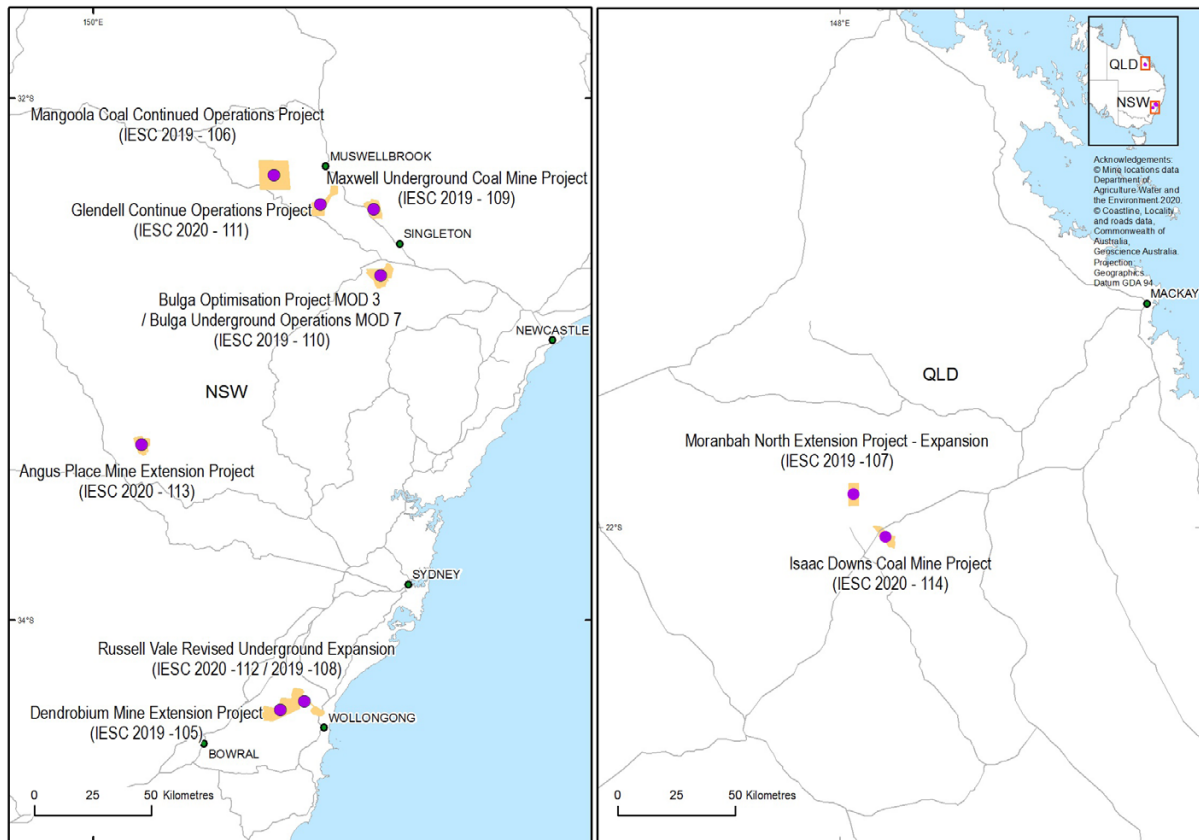 150°E
32°S
Mangoola Coal Continued Operations Project
(IESC 2019 - 106)
MUSWELLBROOK
Maxwell Underground Coal Mine Project
(IESC 2019 - 109)
Glendell Continue Operations Project
(IESC 2020 - 111)
SINGLETON
Bulga Optimisation Project MOD 3
/ Bulga Underground Operations MOD 7
(IESC 2019 - 110)
NEWCASTLE
NSW
Angus Place Mine Extension Project
(IESC 2020 - 113)
SYDNEY
34°S
Russell Vale Revised Underground Expansion
(IESC 2020 -112 / 2019 -108)
Dendrobium Mine Extension Project
(IESC 2019 -105)
WOLLONGONG
BOWRAL
0 25 50 Kilometres
148°E
QLD
NSW
Acknowledgements:
© Mine locations data
Department of
Agriculture Water and
the Environment 2020.
© Coastline, Locality
and roads data,
Commonwealth of
Australia,
Geoscience Australia.
Projection:
Geographics
Datum GDA 94
MACKAY
QLD
Moranbah North Extension Project - Expansion
(IESC 2019 -107)
22°S
Isaac Downs Coal Mine Project
(IESC 2020 - 114)
0 25 50 Kilometres